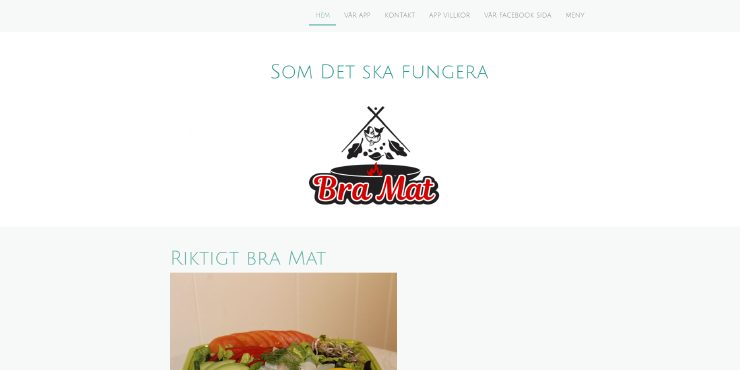 HEM VÅR APP KONTAKT APP VILLKOR VÅR FACEBOOK SIDA MENY
SOM DET SKA FUNGERA
Bra Mat
RIKTIGT BRA MAT